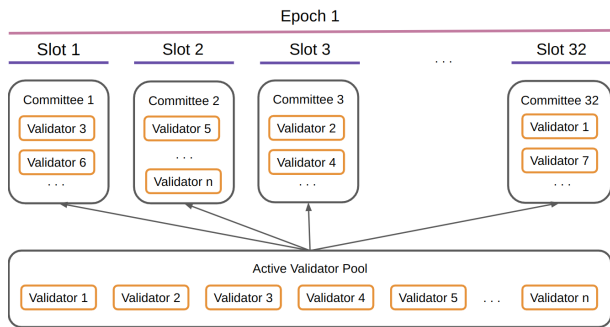 Epoch 1
Slot 1
Slot 2
Slot 3
. . .
Slot 32
Committee 1
Validator 3
Validator 6
. . .
Committee 2
Validator 5
. . .
Validator n
Committee 3
Validator 2
Validator 4
. . .
Committee 32
Validator 1
Validator 7
. . .
Active Validator Pool
Validator 1
Validator 2
Validator 3
Validator 4
Validator 5
. . .
Validator n